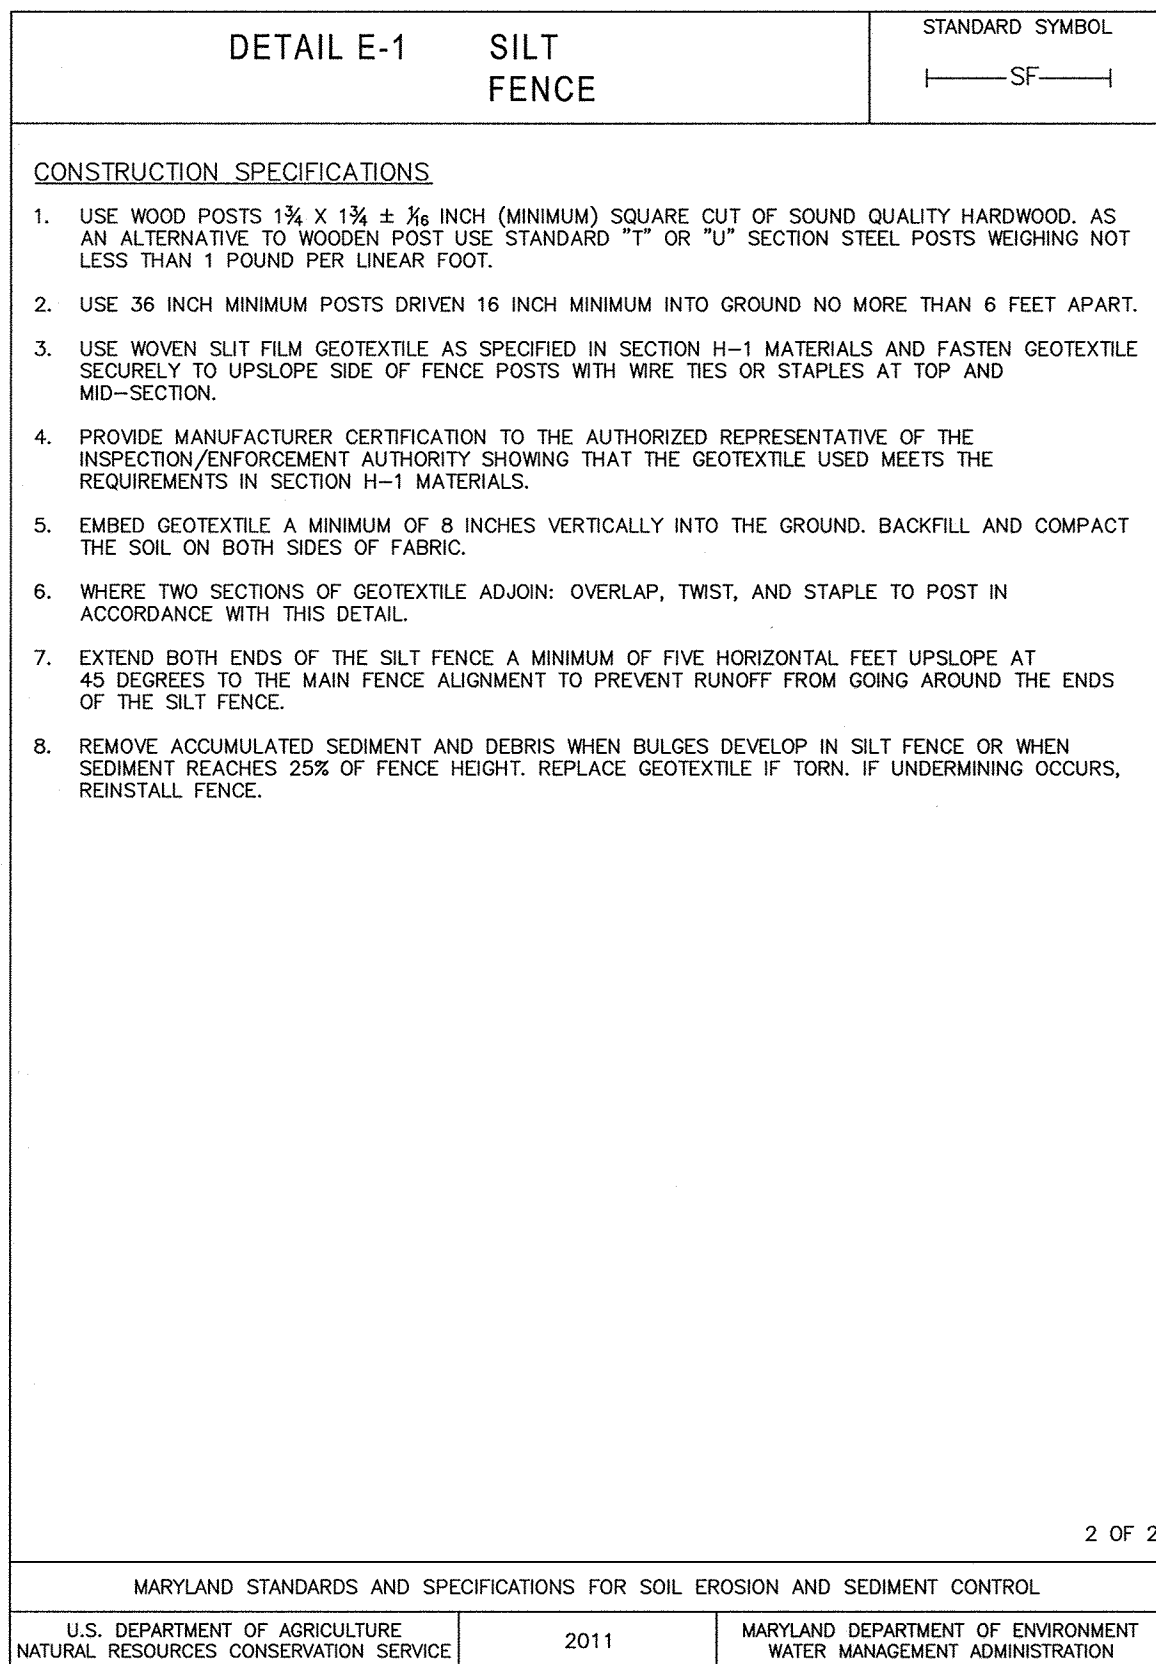 DETAIL E-1 SILT
FENCE
STANDARD SYMBOL
SF
CONSTRUCTION SPECIFICATIONS
1. USE WOOD POSTS 1¾ X 1¾ ± 1/16 INCH (MINIMUM) SQUARE CUT OF SOUND QUALITY HARDWOOD. AS
AN ALTERNATIVE TO WOODEN POST USE STANDARD "T" OR "U" SECTION STEEL POSTS WEIGHING NOT
LESS THAN 1 POUND PER LINEAR FOOT.
2. USE 36 INCH MINIMUM POSTS DRIVEN 16 INCH MINIMUM INTO GROUND NO MORE THAN 6 FEET APART.
3. USE WOVEN SLIT FILM GEOTEXTILE AS SPECIFIED IN SECTION H-1 MATERIALS AND FASTEN GEOTEXTILE
SECURELY TO UPSLOPE SIDE OF FENCE POSTS WITH WIRE TIES OR STAPLES AT TOP AND
MID-SECTION.
4. PROVIDE MANUFACTURER CERTIFICATION TO THE AUTHORIZED REPRESENTATIVE OF THE
INSPECTION/ENFORCEMENT AUTHORITY SHOWING THAT THE GEOTEXTILE USED MEETS THE
REQUIREMENTS IN SECTION H-1 MATERIALS.
5. EMBED GEOTEXTILE A MINIMUM OF 8 INCHES VERTICALLY INTO THE GROUND. BACKFILL AND COMPACT
THE SOIL ON BOTH SIDES OF FABRIC.
6. WHERE TWO SECTIONS OF GEOTEXTILE ADJOIN: OVERLAP, TWIST, AND STAPLE TO POST IN
ACCORDANCE WITH THIS DETAIL.
7. EXTEND BOTH ENDS OF THE SILT FENCE A MINIMUM OF FIVE HORIZONTAL FEET UPSLOPE AT
45 DEGREES TO THE MAIN FENCE ALIGNMENT TO PREVENT RUNOFF FROM GOING AROUND THE ENDS
OF THE SILT FENCE.
8. REMOVE ACCUMULATED SEDIMENT AND DEBRIS WHEN BULGES DEVELOP IN SILT FENCE OR WHEN
SEDIMENT REACHES 25% OF FENCE HEIGHT. REPLACE GEOTEXTILE IF TORN. IF UNDERMINING OCCURS,
REINSTALL FENCE.
2 OF 2
MARYLAND STANDARDS AND SPECIFICATIONS FOR SOIL EROSION AND SEDIMENT CONTROL
U.S. DEPARTMENT OF AGRICULTURE
NATURAL RESOURCES CONSERVATION SERVICE
2011
MARYLAND DEPARTMENT OF ENVIRONMENT
WATER MANAGEMENT ADMINISTRATION